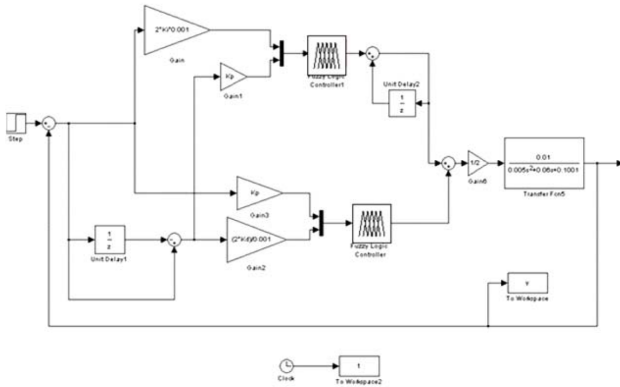 2*Ki*0.001
Gain
Kp
Gain1
Fuzzy Logic
Controller1
Unit Delay2
1
z
Step
1/2
Gain6
0.01
0.005s²+0.06s+0.1001
Transfer Fcn5
Kp
Gain3
(2*Kd)/0.001
Gain2
Fuzzy Logic
Controller
1
z
Unit Delay1
To Workspace
Clock
To Workspace2